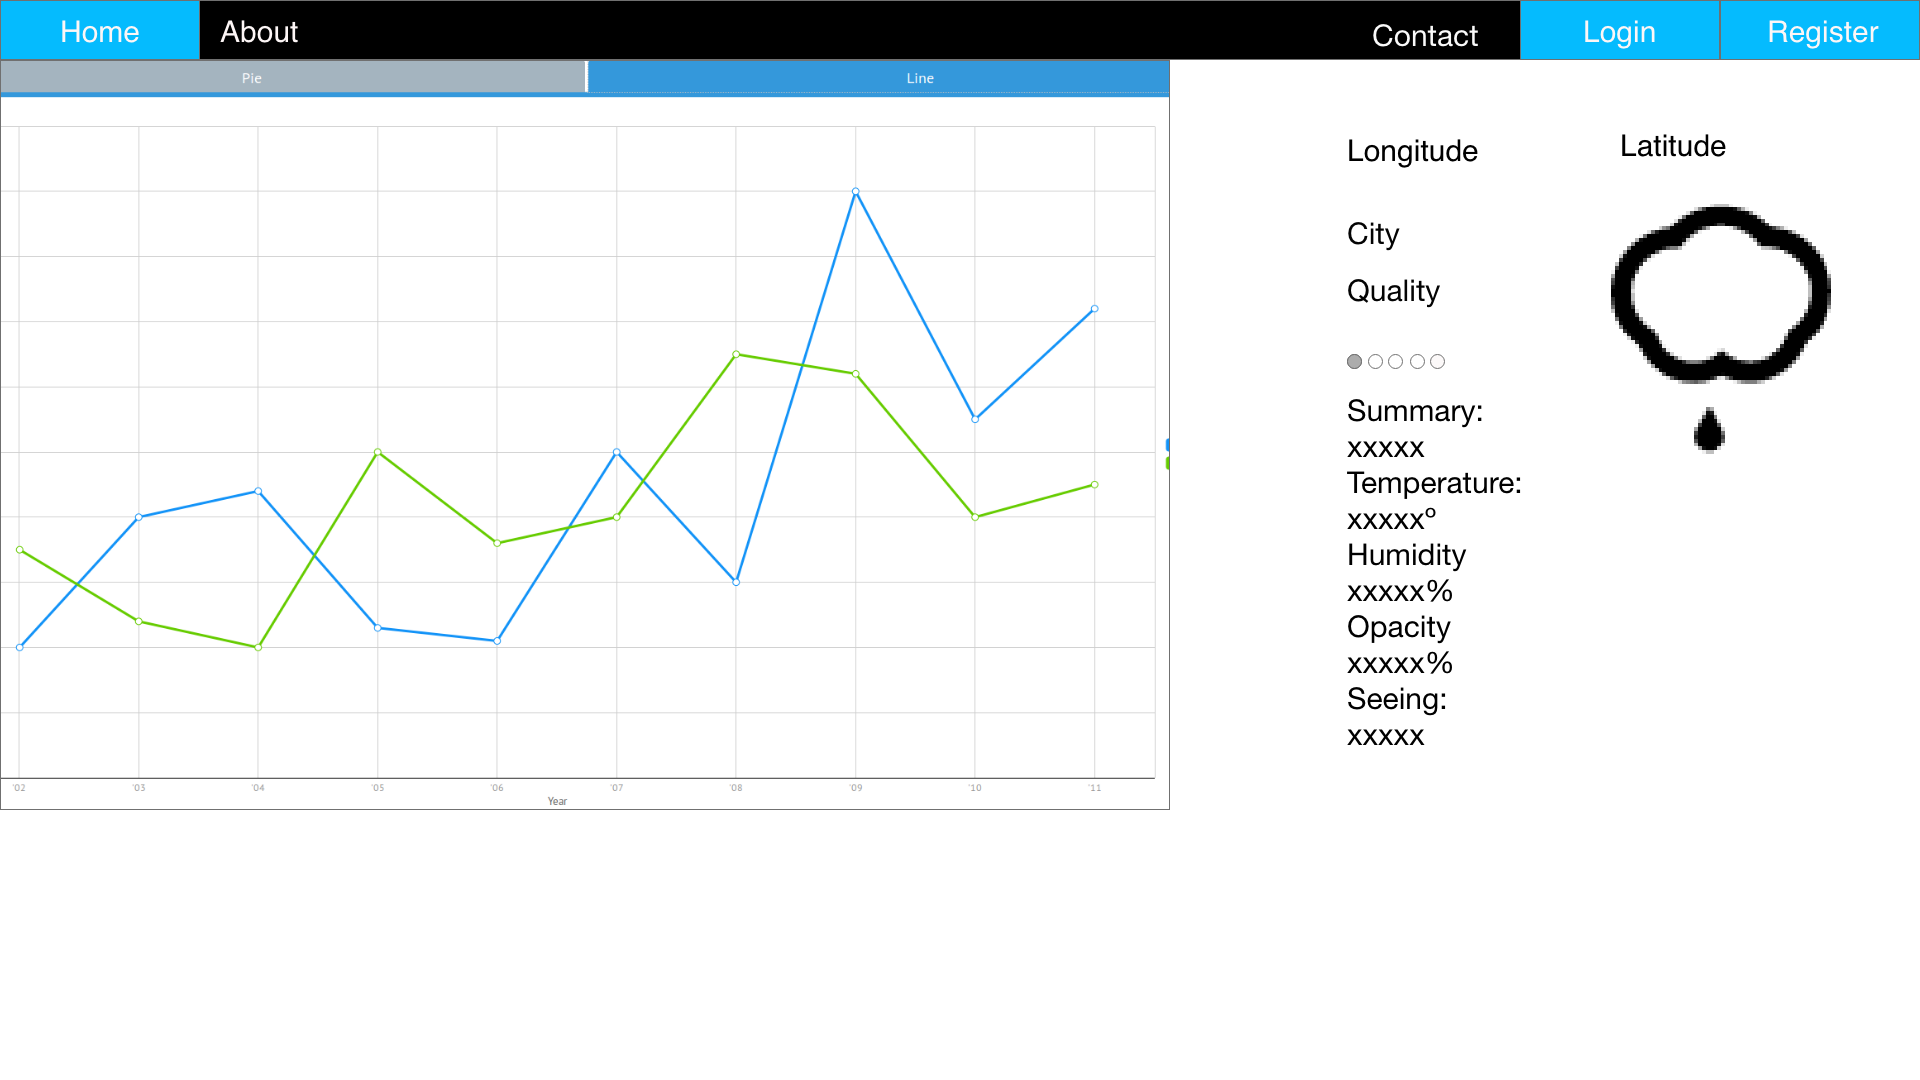 Home
About
Contact
Login
Register
Pie
Line
'02
'03
'04
'05
'06
'07
'08
'09
'10
'11
Year
Longitude
Latitude
City
Quality
Summary:
xxxxx
Temperature:
xxxxxº
Humidity
xxxxx%
Opacity
xxxxx%
Seeing:
xxxxx